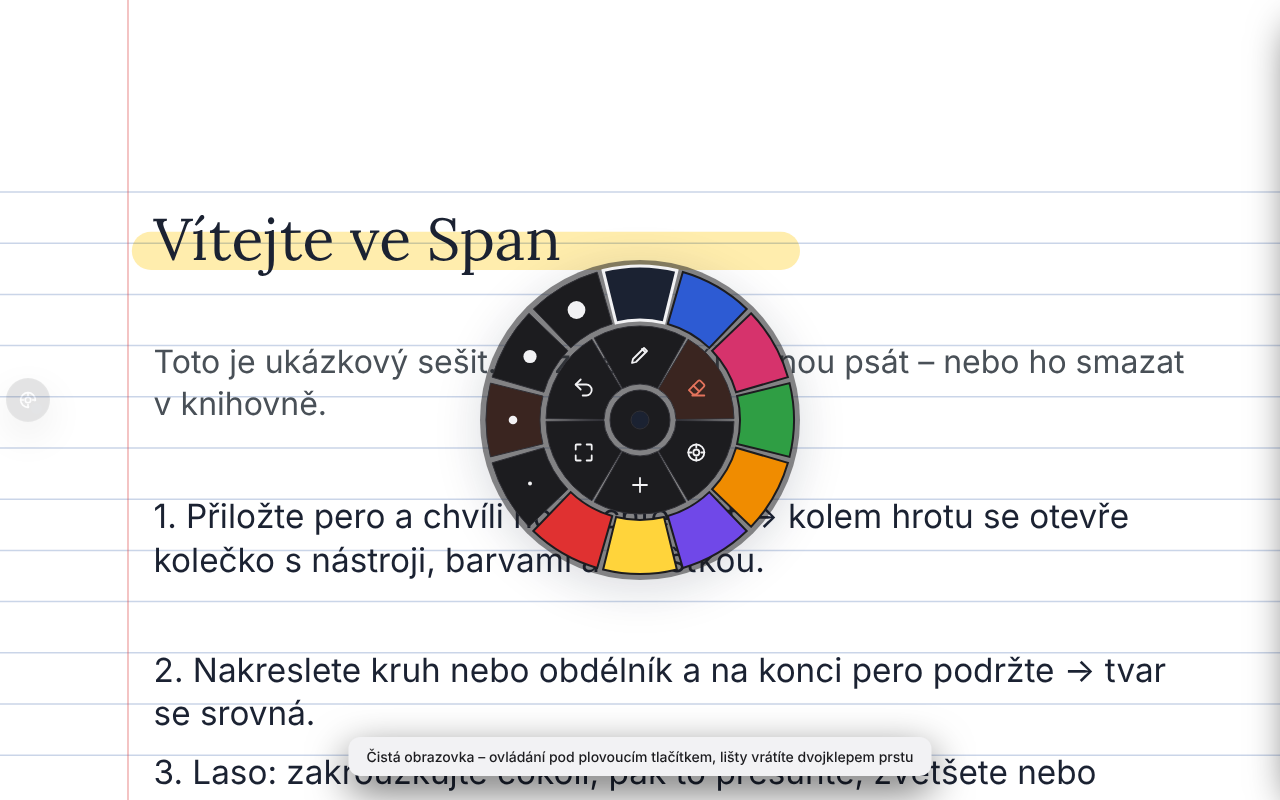 Vítejte ve Span
Toto je ukázkový sešit. psát – nebo ho smazat
v knihovně.
1. Přiložte pero a chvíli → kolem hrotu se otevře
kolečko s nástroji, barvami
2. Nakreslete kruh nebo obdélník a na konci pero podržte → tvar
se srovná.
Čistá obrazovka – ovládání pod plovoucím tlačítkem, lišty vrátíte dvojklepem prstu
3. Laso: zakroužkujte cokoli, pak to přesuňte, zvětšete nebo